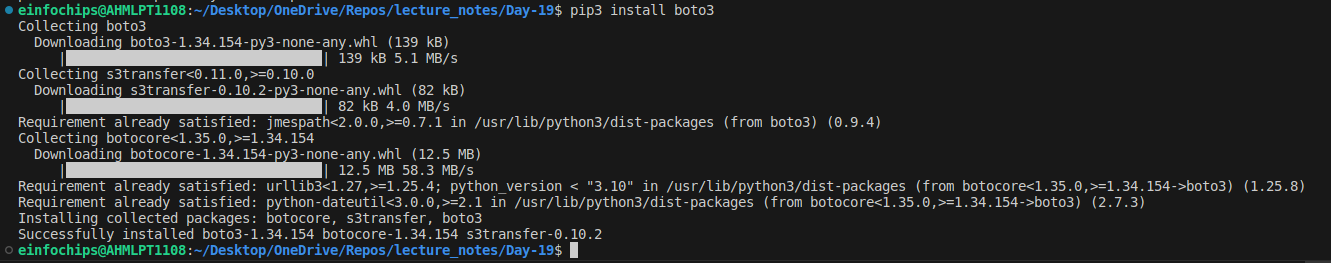 einfochips@AHMLPT1108:~/Desktop/OneDrive/Repos/lecture_notes/Day-19$ pip3 install boto3
Collecting boto3
  Downloading boto3-1.34.154-py3-none-any.whl (139 kB)
     |████████████████████████████████| 139 kB 5.1 MB/s
Collecting s3transfer<0.11.0,>=0.10.0
  Downloading s3transfer-0.10.2-py3-none-any.whl (82 kB)
     |████████████████████████████████| 82 kB 4.0 MB/s
Requirement already satisfied: jmespath<2.0.0,>=0.7.1 in /usr/lib/python3/dist-packages (from boto3) (0.9.4)
Collecting botocore<1.35.0,>=1.34.154
  Downloading botocore-1.34.154-py3-none-any.whl (12.5 MB)
     |████████████████████████████████| 12.5 MB 58.3 MB/s
Requirement already satisfied: urllib3<1.27,>=1.25.4; python_version < "3.10" in /usr/lib/python3/dist-packages (from botocore<1.35.0,>=1.34.154->boto3) (1.25.8)
Requirement already satisfied: python-dateutil<3.0.0,>=2.1 in /usr/lib/python3/dist-packages (from botocore<1.35.0,>=1.34.154->boto3) (2.7.3)
Installing collected packages: botocore, s3transfer, boto3
Successfully installed boto3-1.34.154 botocore-1.34.154 s3transfer-0.10.2
einfochips@AHMLPT1108:~/Desktop/OneDrive/Repos/lecture_notes/Day-19$